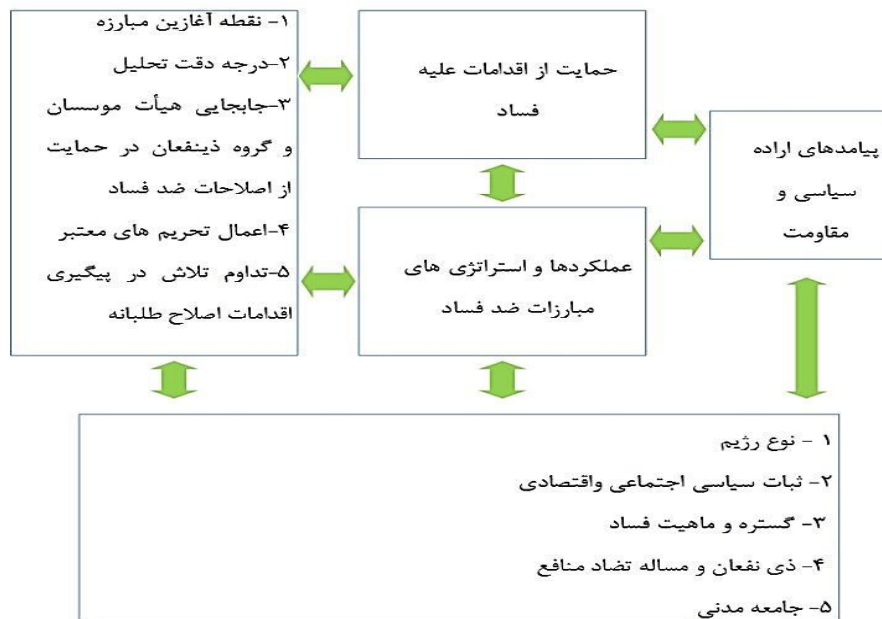 ۱- نقطه آغازین مبارزه
۲-درجه دقت تحلیل
۳-جابجایی هیأت موسسان
و گروه ذینفعان در حمایت
از اصلاحات ضد فساد
۴-اعمال تحریم های معتبر
۵-تداوم تلاش در پیگیری
اقدامات اصلاح طلبانه
حمایت از اقدامات علیه
فساد
پیامدهای اراده
سیاسی و
مقاومت
عملکردها و استراتژی های
مبارزات ضد فساد
۱ - نوع رژیم
۲- ثبات سیاسی اجتماعی واقتصادی
۳- گستره و ماهیت فساد
۴- ذی نفعان و مساله تضاد منافع
۵- جامعه مدنی